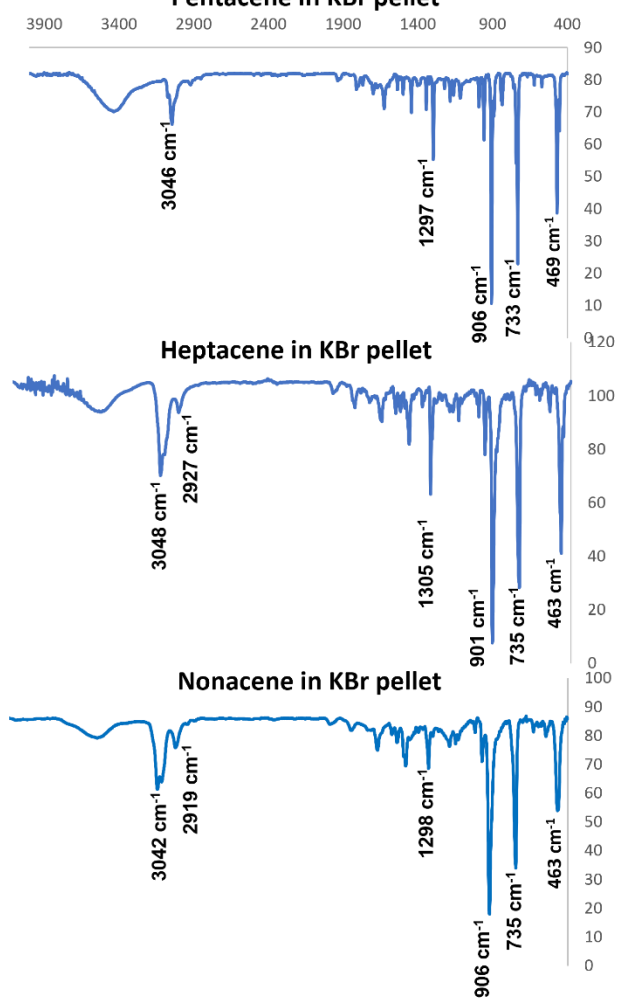 Pentacene in KBr pellet
3900 3400 2900 2400 1900 1400 900 400
90
80
70
60
50
40
30
20
10
0
3046 cm-1
1297 cm-1
906 cm-1
733 cm-1
469 cm-1
Heptacene in KBr pellet
120
100
80
60
40
20
0
3048 cm-1
2927 cm-1
1305 cm-1
901 cm-1
735 cm-1
463 cm-1
Nonacene in KBr pellet
100
90
80
70
60
50
40
30
20
10
0
3042 cm-1
2919 cm-1
1298 cm-1
906 cm-1
735 cm-1
463 cm-1